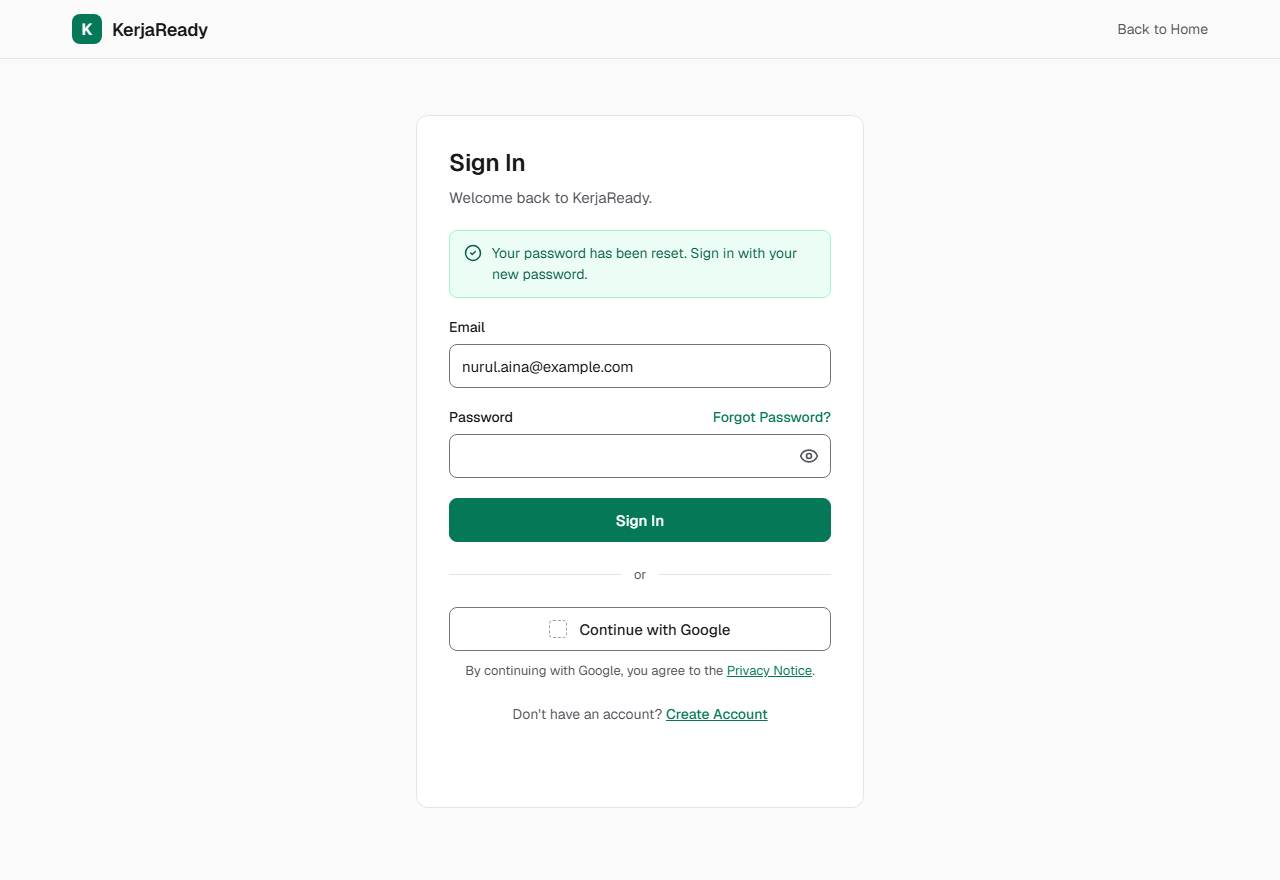 K KerjaReady
Back to Home
Sign In
Welcome back to KerjaReady.
Your password has been reset. Sign in with your
new password.
Email
nurul.aina@example.com
Password
Forgot Password?
Sign In
or
Continue with Google
By continuing with Google, you agree to the Privacy Notice.
Don't have an account? Create Account